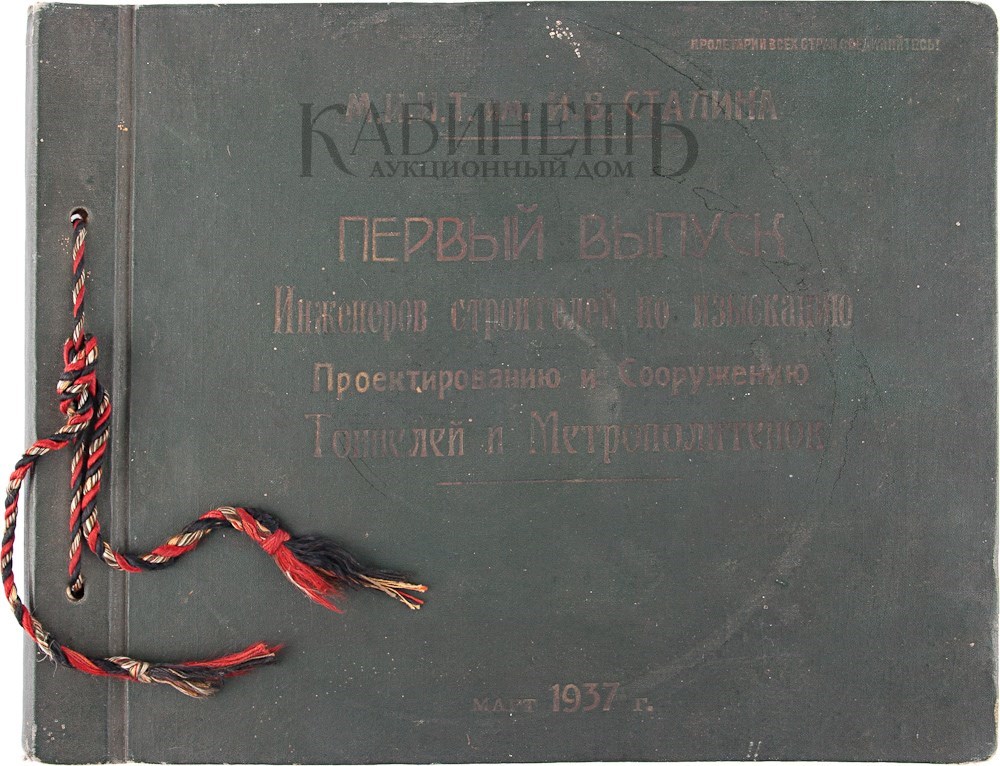 ПРОЛЕТАРИИ ВСЕХ СТРАН, СОЕДИНЯЙТЕСЬ!
М.И.И.Т. им. И.В. СТАЛИНА
КАБИНЕТЪ
АУКЦИОННЫЙ ДОМ
ПЕРВЫЙ ВЫПУСК
Инженеров строителей по изысканию
Проектированию и Сооружению
Тоннелей и Метрополитенов
МАРТ 1937 г.